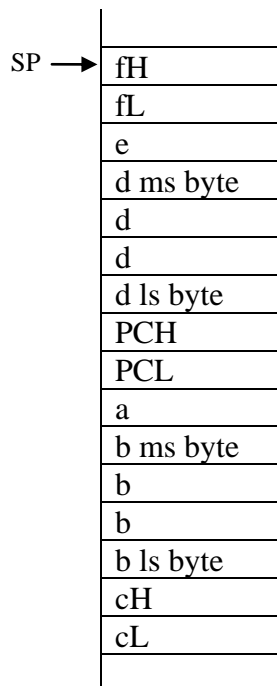 SP fH
fL
e
d ms byte
d
d
d ls byte
PCH
PCL
a
b ms byte
b
b
b ls byte
cH
cL